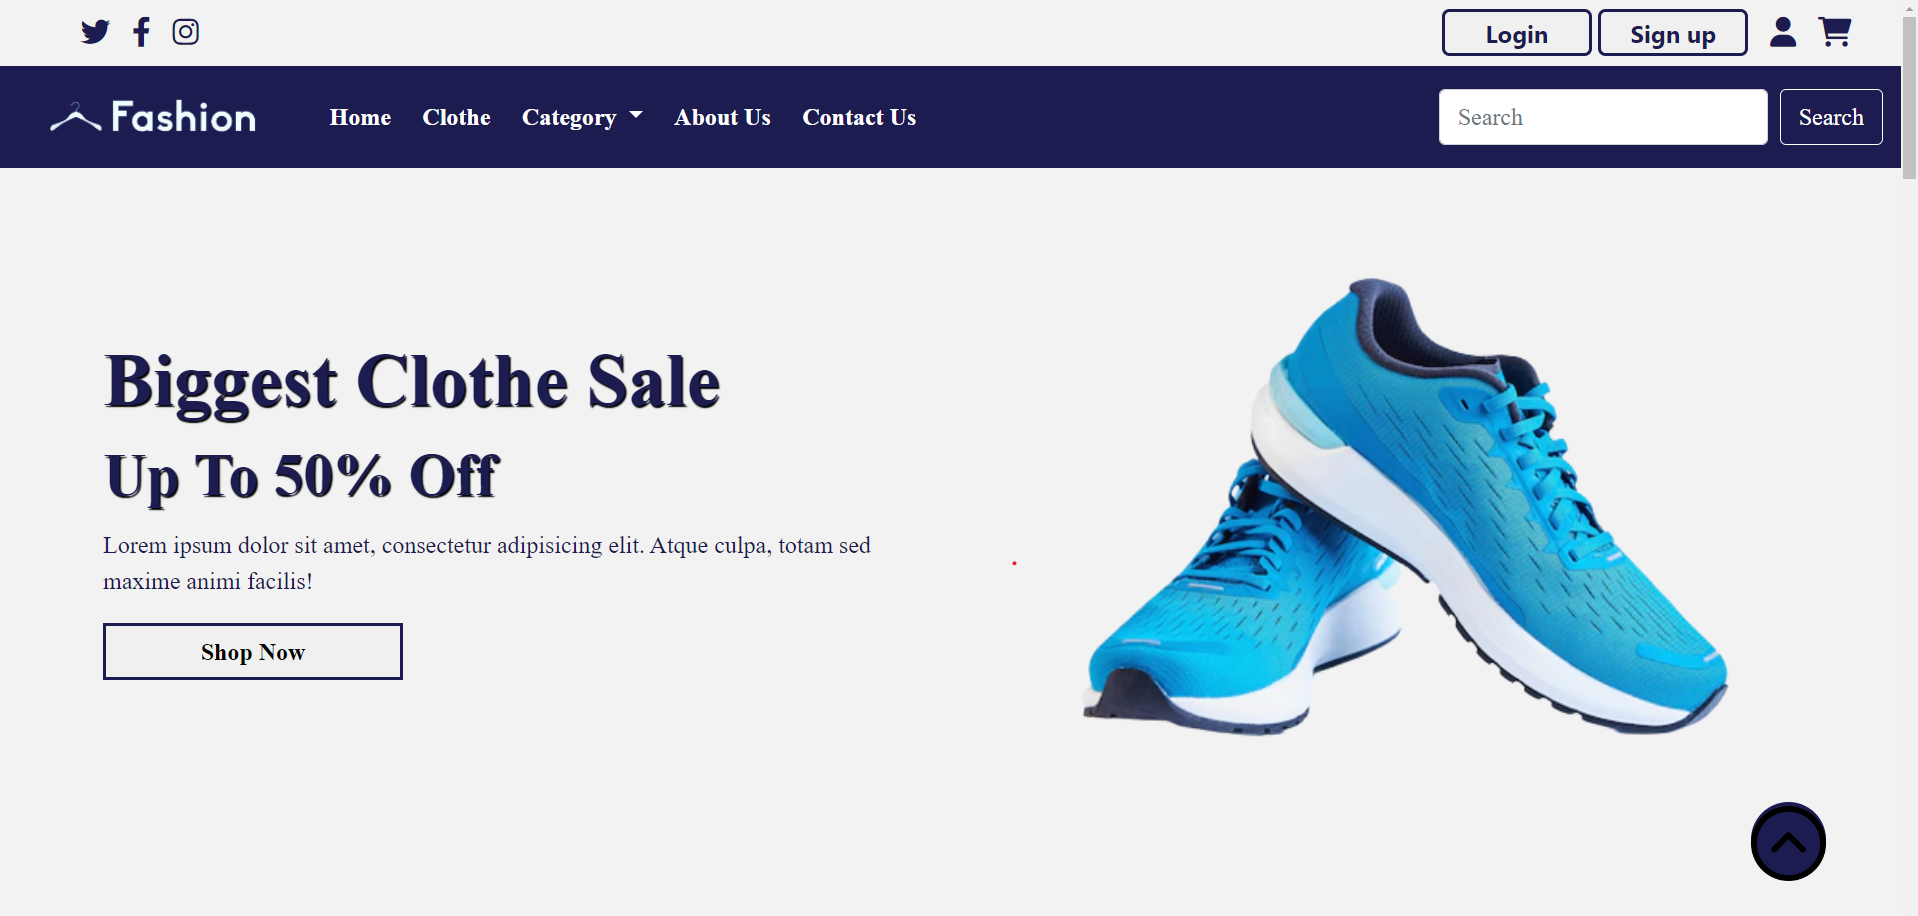 Login
Sign up
Fashion
Home
Clothe
Category
About Us
Contact Us
Search
Search
Biggest Clothe Sale
Up To 50% Off
Lorem ipsum dolor sit amet, consectetur adipisicing elit. Atque culpa, totam sed
maxime animi facilis!
Shop Now